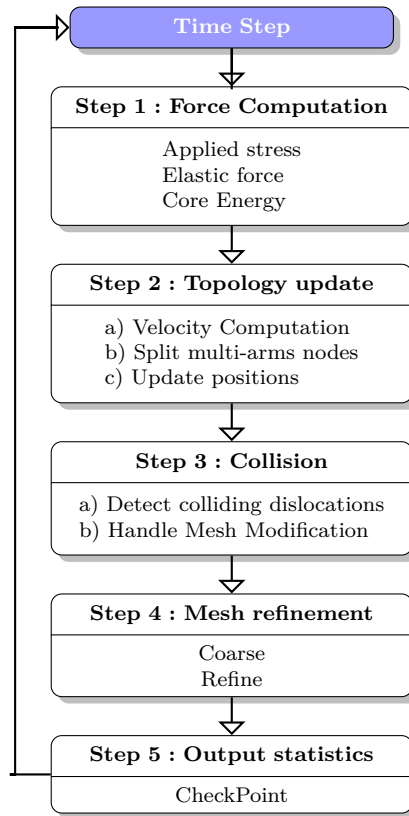 Time Step
Step 1 : Force Computation
Applied stress
Elastic force
Core Energy
Step 2 : Topology update
a) Velocity Computation
b) Split multi-arms nodes
c) Update positions
Step 3 : Collision
a) Detect colliding dislocations
b) Handle Mesh Modification
Step 4 : Mesh refinement
Coarse
Refine
Step 5 : Output statistics
CheckPoint